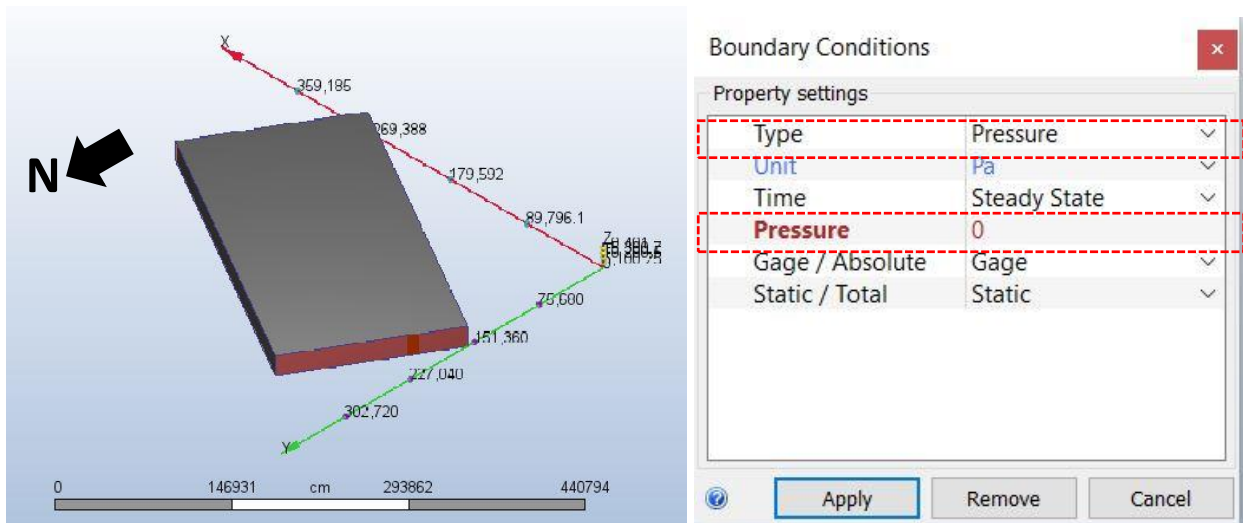 X
359,185
269,388
179,592
89,796.1
Z
75,680
151,360
227,040
302,720
Y
N
0 146931 cm 293862 440794
Boundary Conditions
Property settings
Type Pressure
Unit Pa
Time Steady State
Pressure 0
Gage / Absolute Gage
Static / Total Static
Apply Remove Cancel